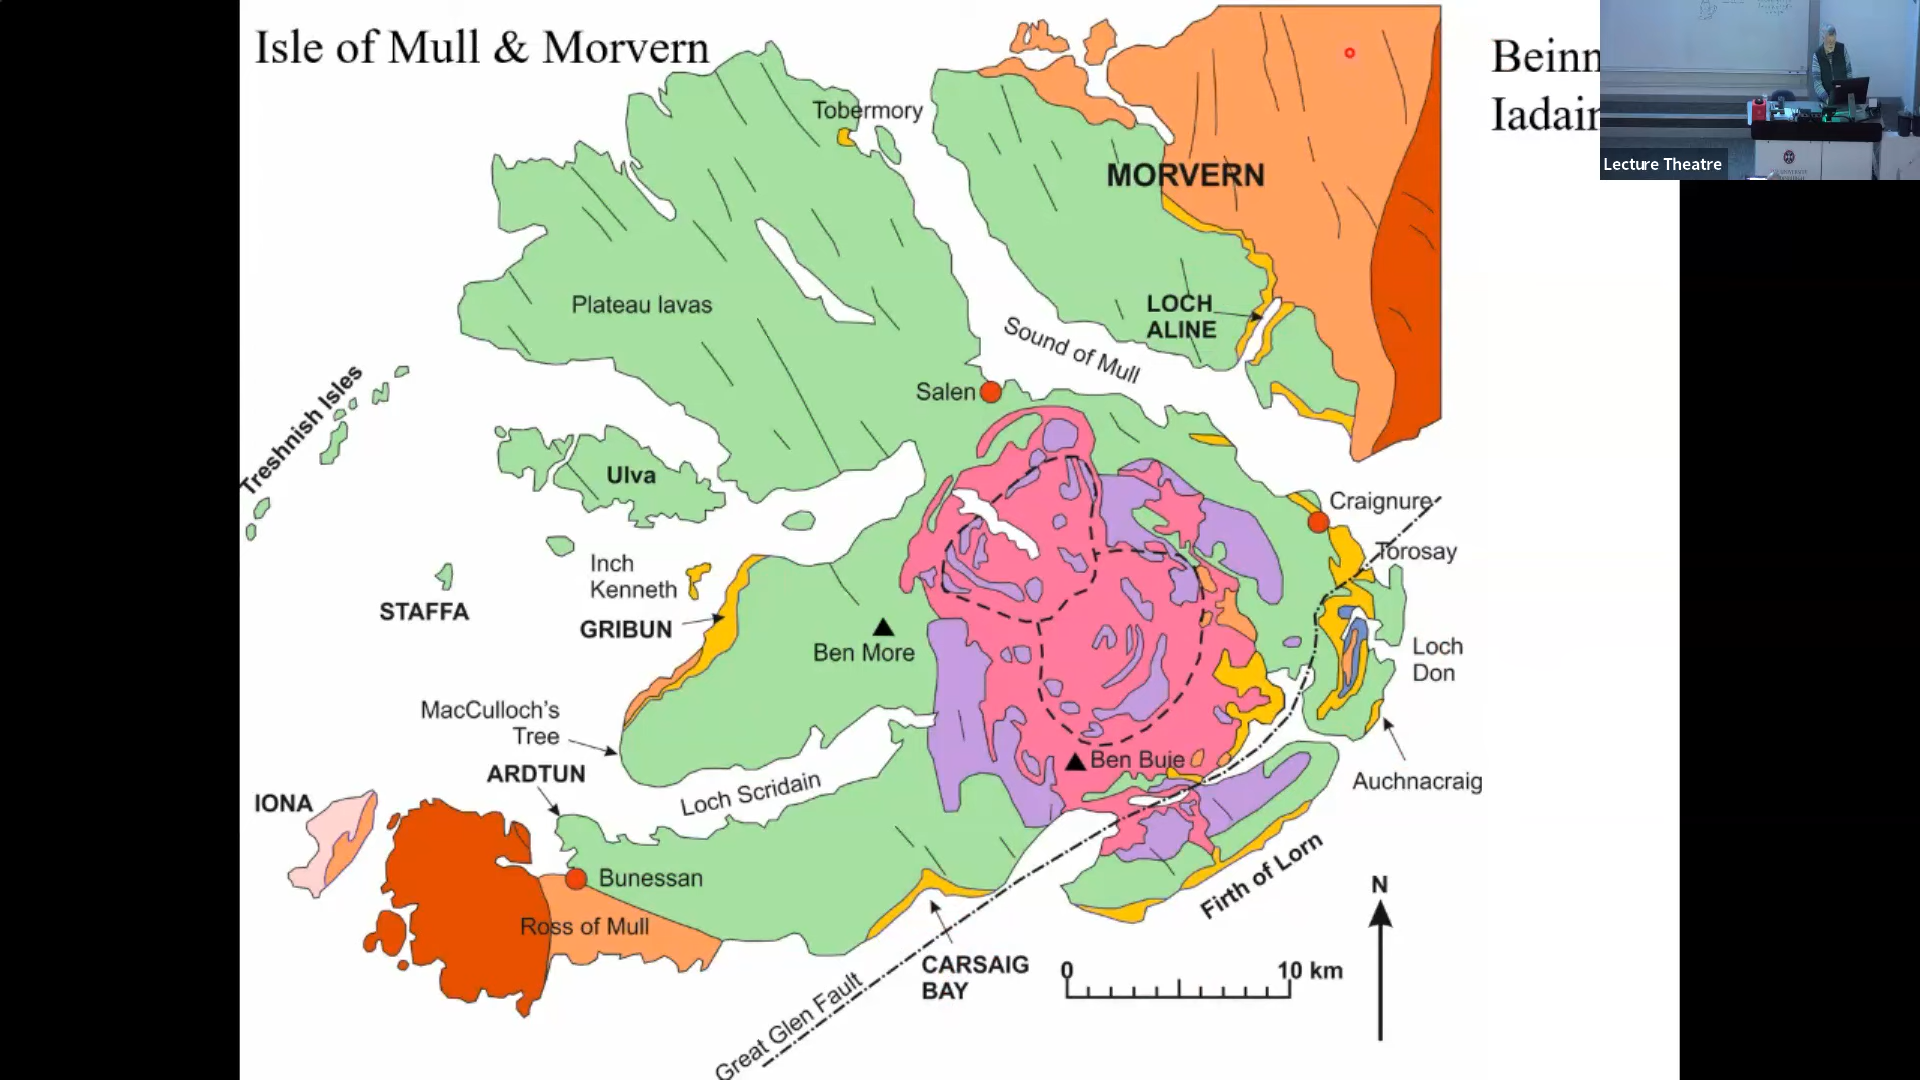 Isle of Mull & Morvern
Beinn
Iadain
Lecture Theatre
Tobermory
MORVERN
Plateau lavas
LOCH
ALINE
Sound of Mull
Salen
Treshnish Isles
Ulva
Craignure
Torosay
Inch
Kenneth
STAFFA
GRIBUN
Ben More
Loch
Don
MacCulloch's
Tree
ARDTUN
Ben Buie
Auchnacraig
Loch Scridain
IONA
Bunessan
Firth of Lorn
N
Ross of Mull
CARSAIG
BAY
0 10 km
Great Glen Fault